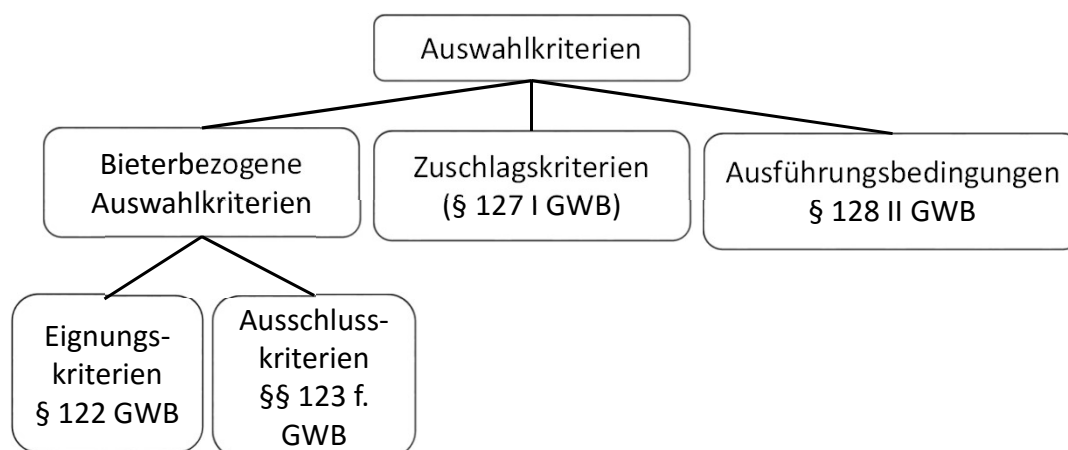 Auswahlkriterien
Bieterbezogene
Auswahlkriterien
Zuschlagskriterien
(§ 127 I GWB)
Ausführungsbedingungen
§ 128 II GWB
Eignungs-
kriterien
§ 122 GWB
Ausschluss-
kriterien
§§ 123 f.
GWB